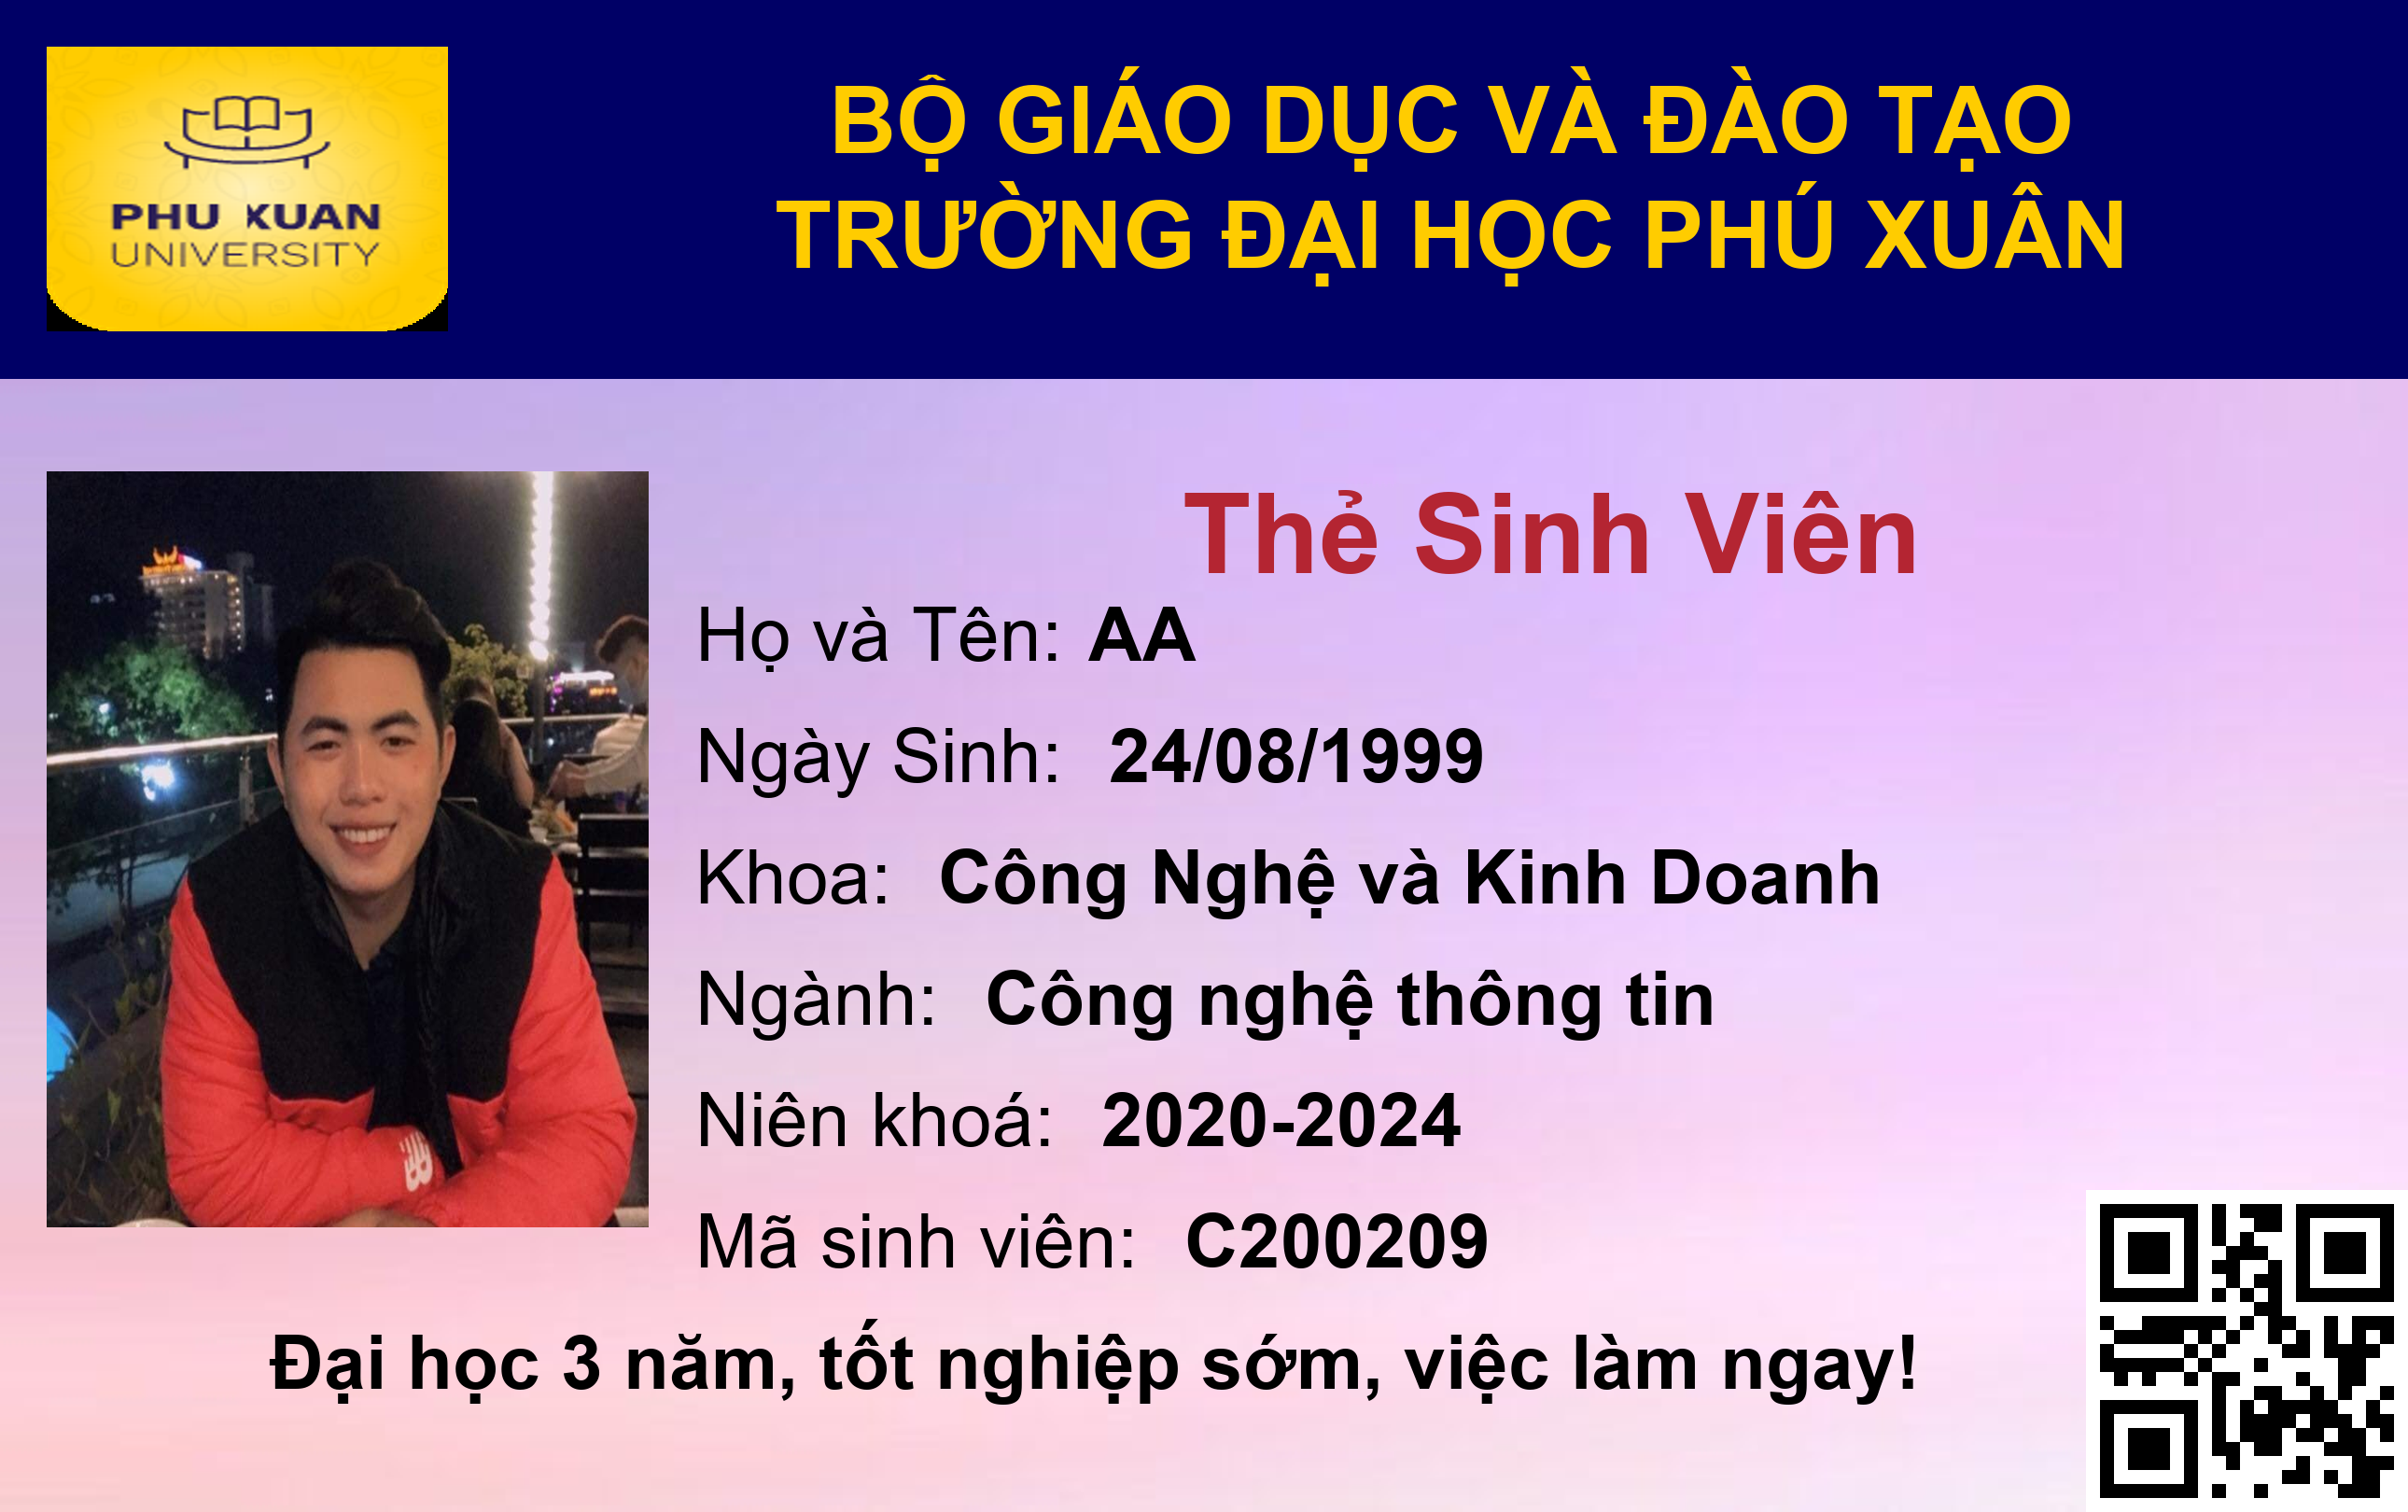 PHU XUAN
UNIVERSITY
BỘ GIÁO DỤC VÀ ĐÀO TẠO
TRƯỜNG ĐẠI HỌC PHÚ XUÂN
Thẻ Sinh Viên
Họ và Tên: AA
Ngày Sinh: 24/08/1999
Khoa: Công Nghệ và Kinh Doanh
Ngành: Công nghệ thông tin
Niên khoá: 2020-2024
Mã sinh viên: C200209
Đại học 3 năm, tốt nghiệp sớm, việc làm ngay!